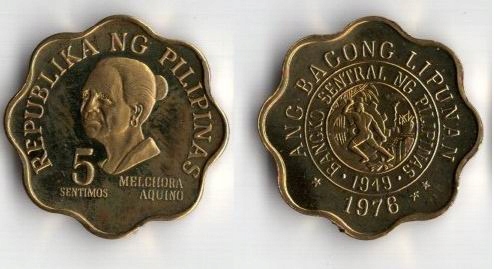 REPUBLIKA NG PILIPINAS
5
SENTIMOS
MELCHORA
AQUINO
ANG BAGONG LIPUNAN
BANGKO SENTRAL NG PILIPINAS
1949
1976